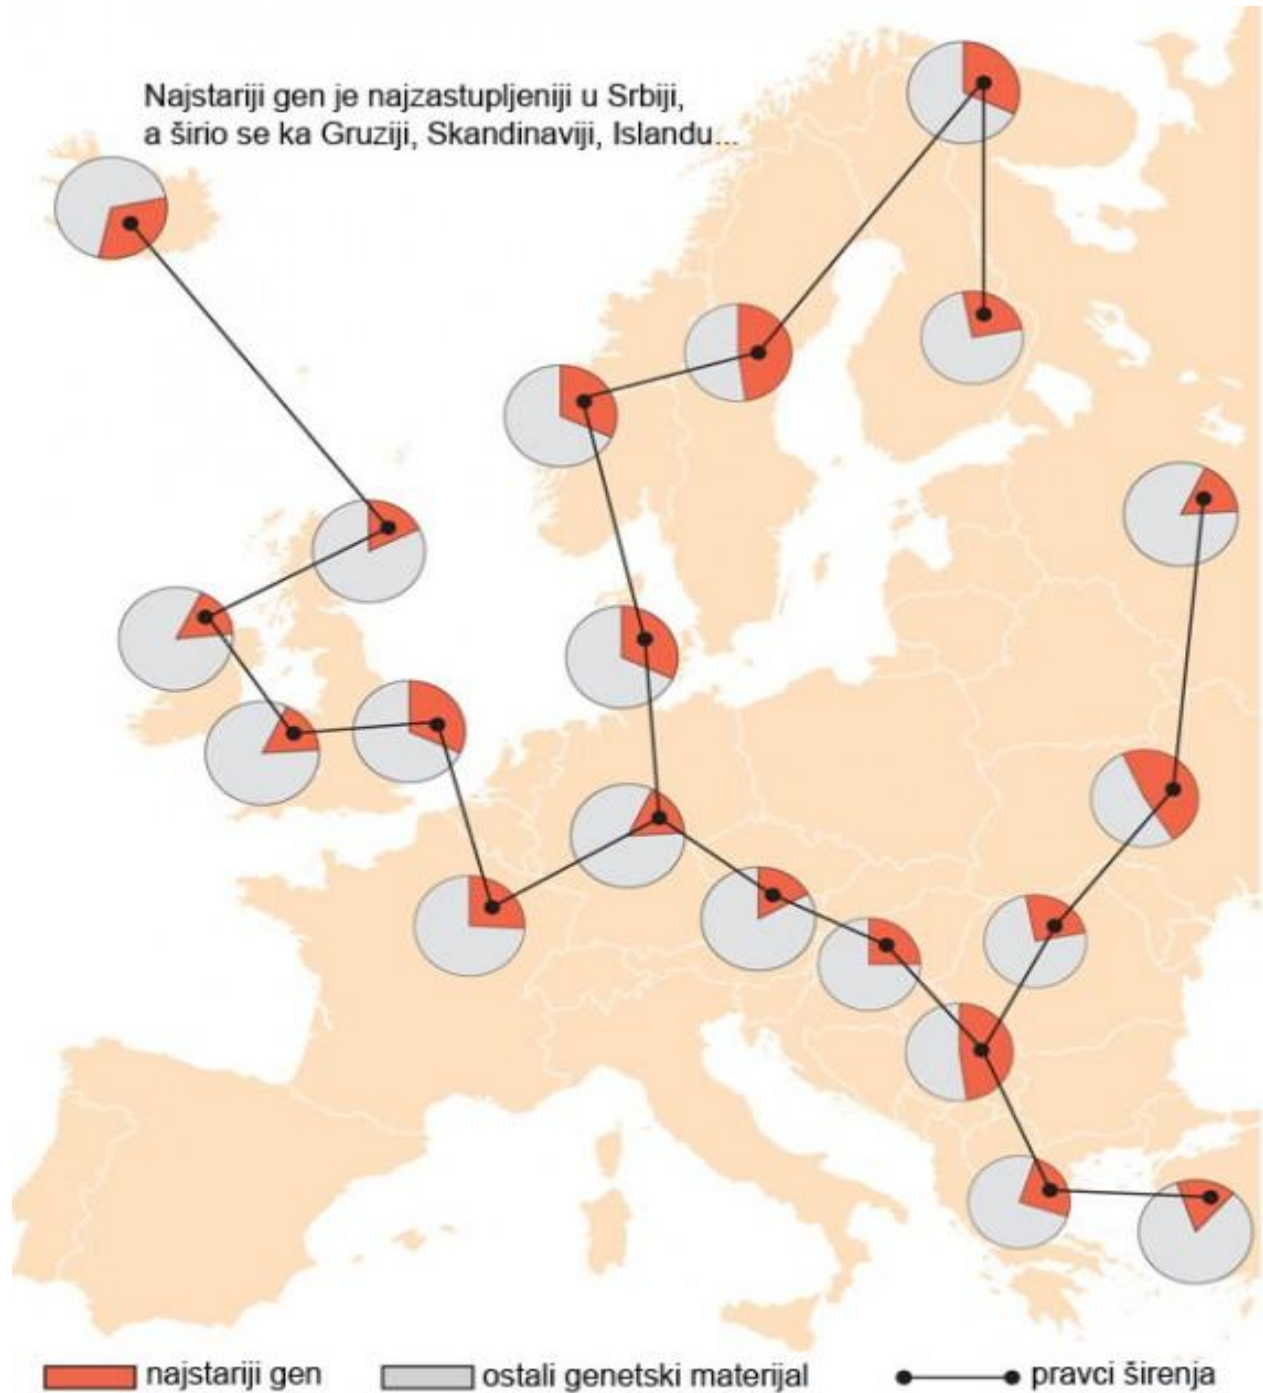 Najstariji gen je najzastupljeniji u Srbiji,
a širio se ka Gruziji, Skandinaviji, Islandu...
najstariji gen
ostali genetski materijal
pravci širenja